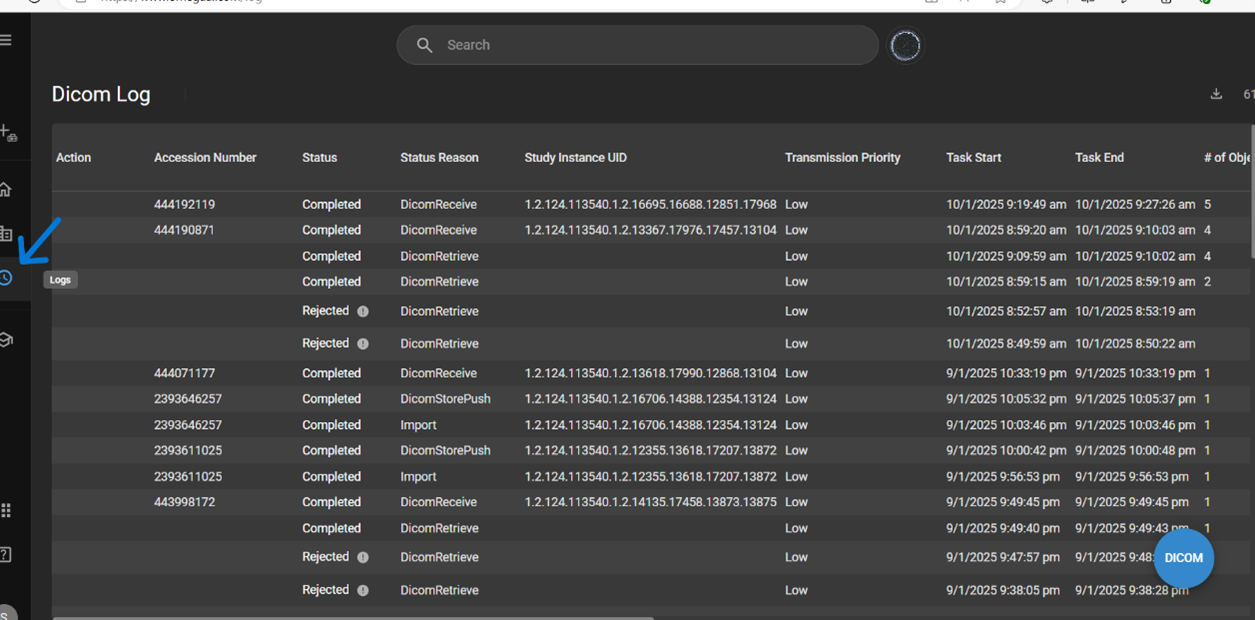 Search
Dicom Log
61
Action Accession Number Status Status Reason Study Instance UID Transmission Priority Task Start Task End # of Obje
444192119 Completed DicomReceive 1.2.124.113540.1.2.16695.16688.12851.17968 Low 10/1/2025 9:19:49 am 10/1/2025 9:27:26 am 5
444190871 Completed DicomReceive 1.2.124.113540.1.2.13367.17976.17457.13104 Low 10/1/2025 8:59:20 am 10/1/2025 9:10:03 am 4
Completed DicomRetrieve Low 10/1/2025 9:09:59 am 10/1/2025 9:10:02 am 4
Completed DicomRetrieve Low 10/1/2025 8:59:15 am 10/1/2025 8:59:19 am 2
Logs
Rejected DicomRetrieve Low 10/1/2025 8:52:57 am 10/1/2025 8:53:19 am
Rejected DicomRetrieve Low 10/1/2025 8:49:59 am 10/1/2025 8:50:22 am
444071177 Completed DicomReceive 1.2.124.113540.1.2.13618.17990.12868.13104 Low 9/1/2025 10:33:19 pm 9/1/2025 10:33:19 pm 1
2393646257 Completed DicomStorePush 1.2.124.113540.1.2.16706.14388.12354.13124 Low 9/1/2025 10:05:32 pm 9/1/2025 10:05:37 pm 1
2393646257 Completed Import 1.2.124.113540.1.2.16706.14388.12354.13124 Low 9/1/2025 10:03:46 pm 9/1/2025 10:03:46 pm 1
2393611025 Completed DicomStorePush 1.2.124.113540.1.2.12355.13618.17207.13872 Low 9/1/2025 10:00:42 pm 9/1/2025 10:00:48 pm 1
2393611025 Completed Import 1.2.124.113540.1.2.12355.13618.17207.13872 Low 9/1/2025 9:56:53 pm 9/1/2025 9:56:53 pm 1
443998172 Completed DicomReceive 1.2.124.113540.1.2.14135.17458.13873.13875 Low 9/1/2025 9:49:45 pm 9/1/2025 9:49:45 pm 1
Completed DicomRetrieve Low 9/1/2025 9:49:40 pm 9/1/2025 9:49:43 pm 1
Rejected DicomRetrieve Low 9/1/2025 9:47:57 pm 9/1/2025 9:48:
DICOM
Rejected DicomRetrieve Low 9/1/2025 9:38:05 pm 9/1/2025 9:38:28 pm
S